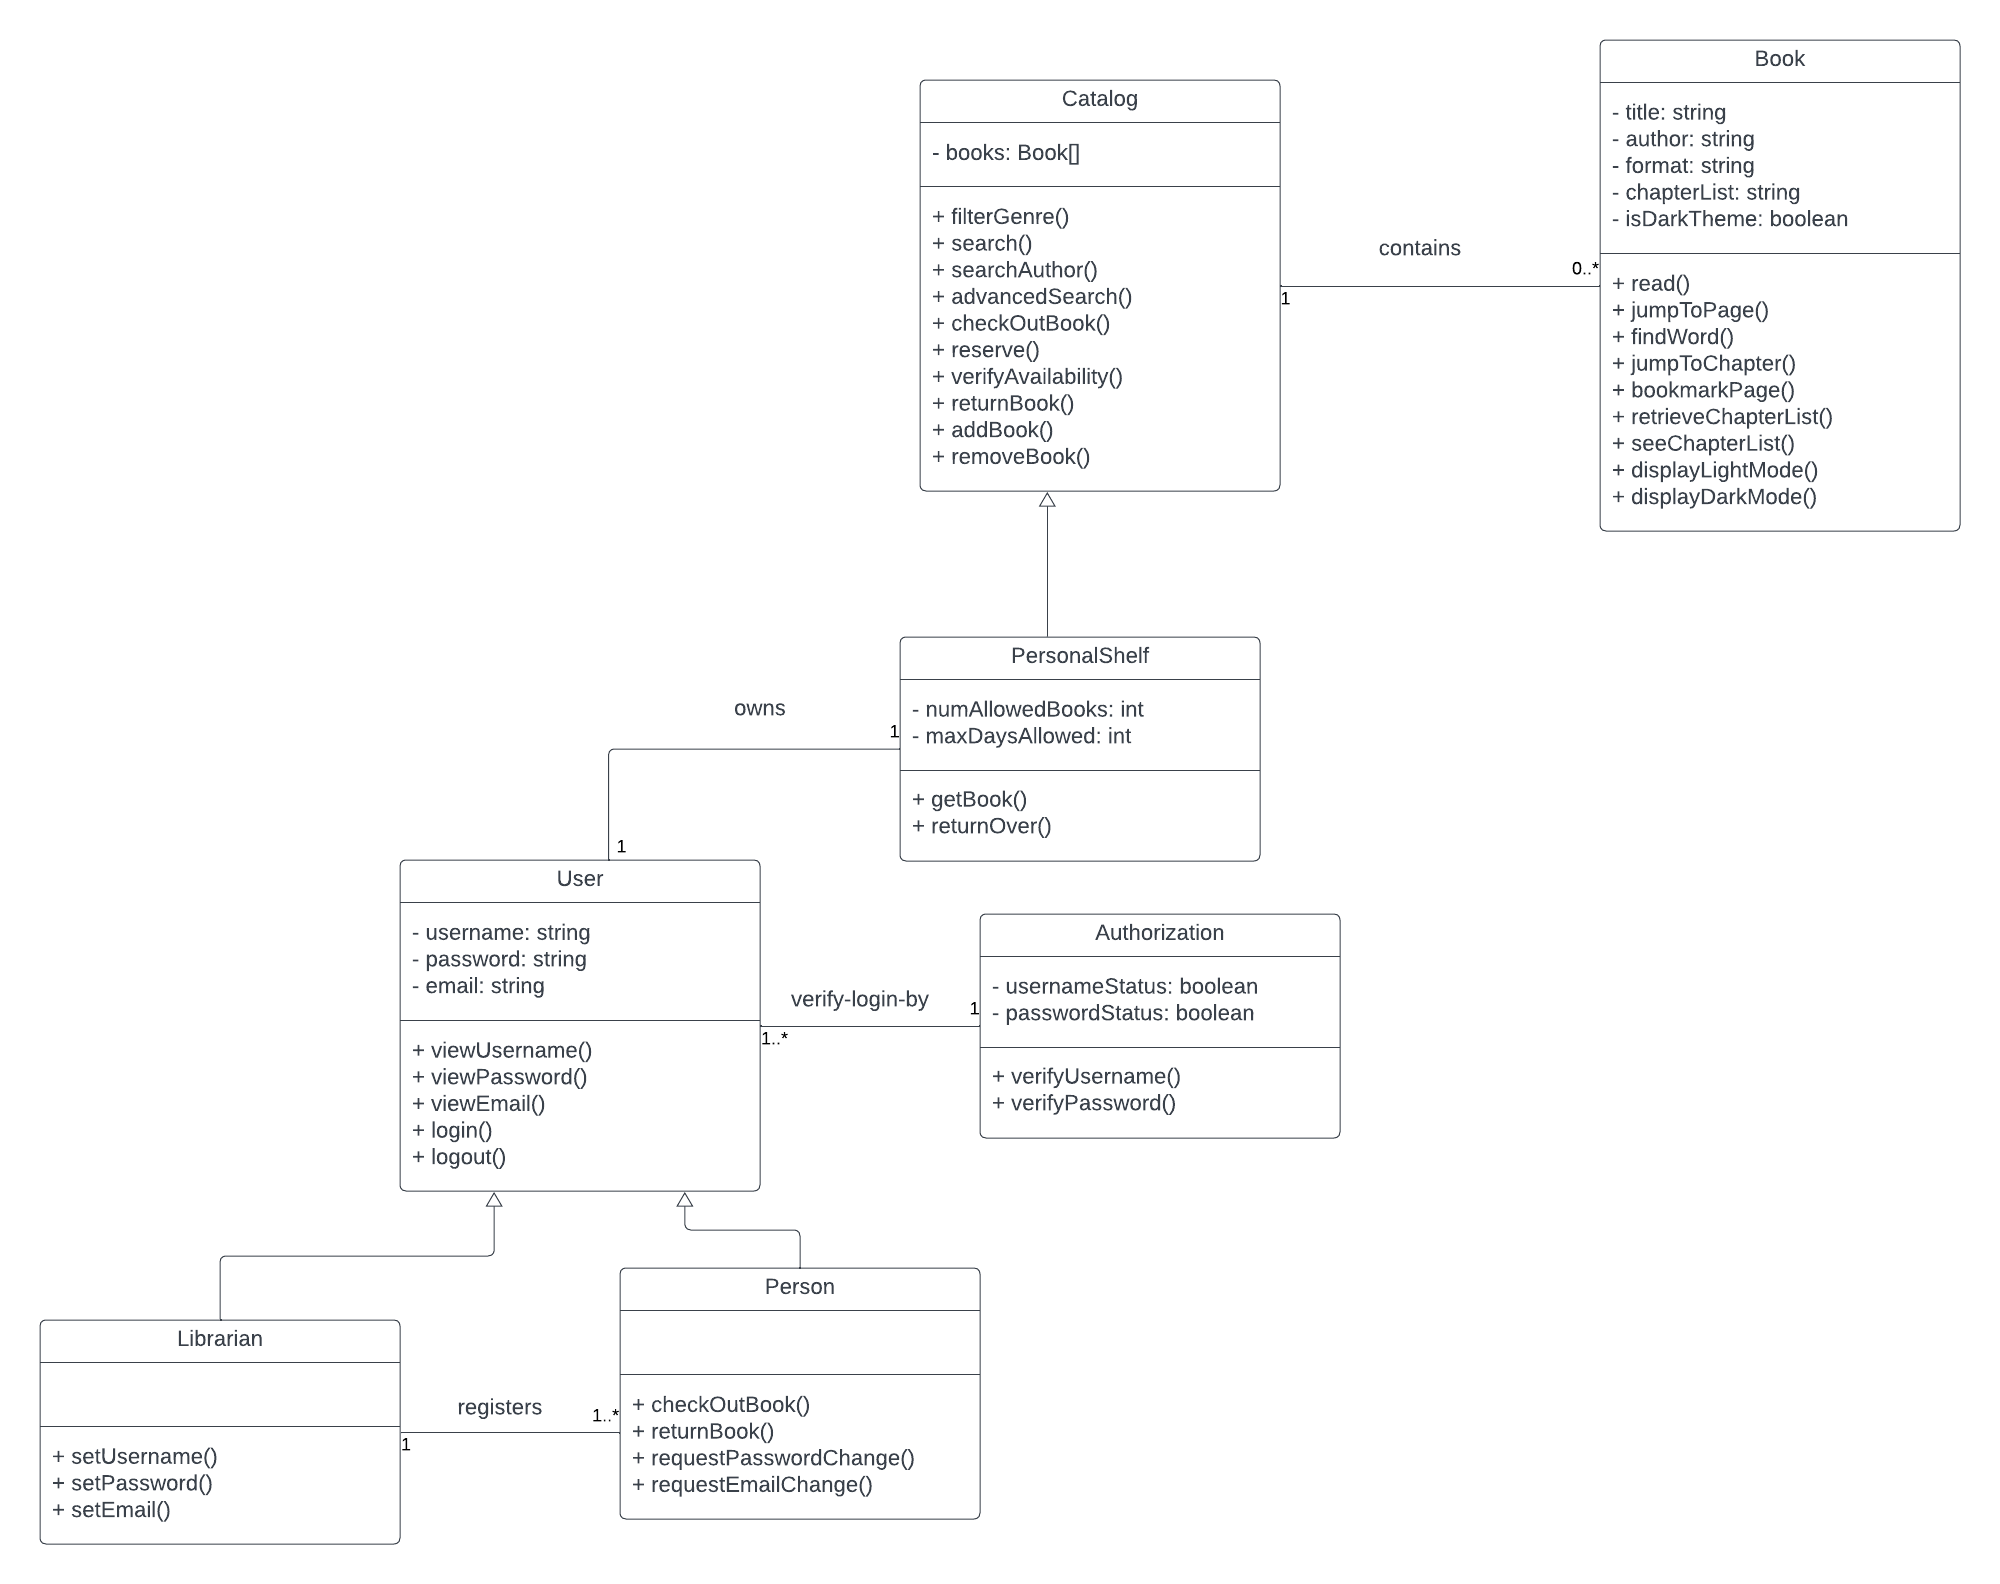 Book
- title: string
- author: string
- format: string
- chapterList: string
- isDarkTheme: boolean
+ read()
+ jumpToPage()
+ findWord()
+ jumpToChapter()
+ bookmarkPage()
+ retrieveChapterList()
+ seeChapterList()
+ displayLightMode()
+ displayDarkMode()
Catalog
- books: Book[]
+ filterGenre()
+ search()
+ searchAuthor()
+ advancedSearch()
+ checkOutBook()
+ reserve()
+ verifyAvailability()
+ returnBook()
+ addBook()
+ removeBook()
contains
0..*
1
PersonalShelf
- numAllowedBooks: int
- maxDaysAllowed: int
+ getBook()
+ returnOver()
owns
1
1
User
- username: string
- password: string
- email: string
+ viewUsername()
+ viewPassword()
+ viewEmail()
+ login()
+ logout()
verify-login-by
1
1..*
Authorization
- usernameStatus: boolean
- passwordStatus: boolean
+ verifyUsername()
+ verifyPassword()
Person
+ checkOutBook()
+ returnBook()
+ requestPasswordChange()
+ requestEmailChange()
Librarian
+ setUsername()
+ setPassword()
+ setEmail()
registers
1..*
1